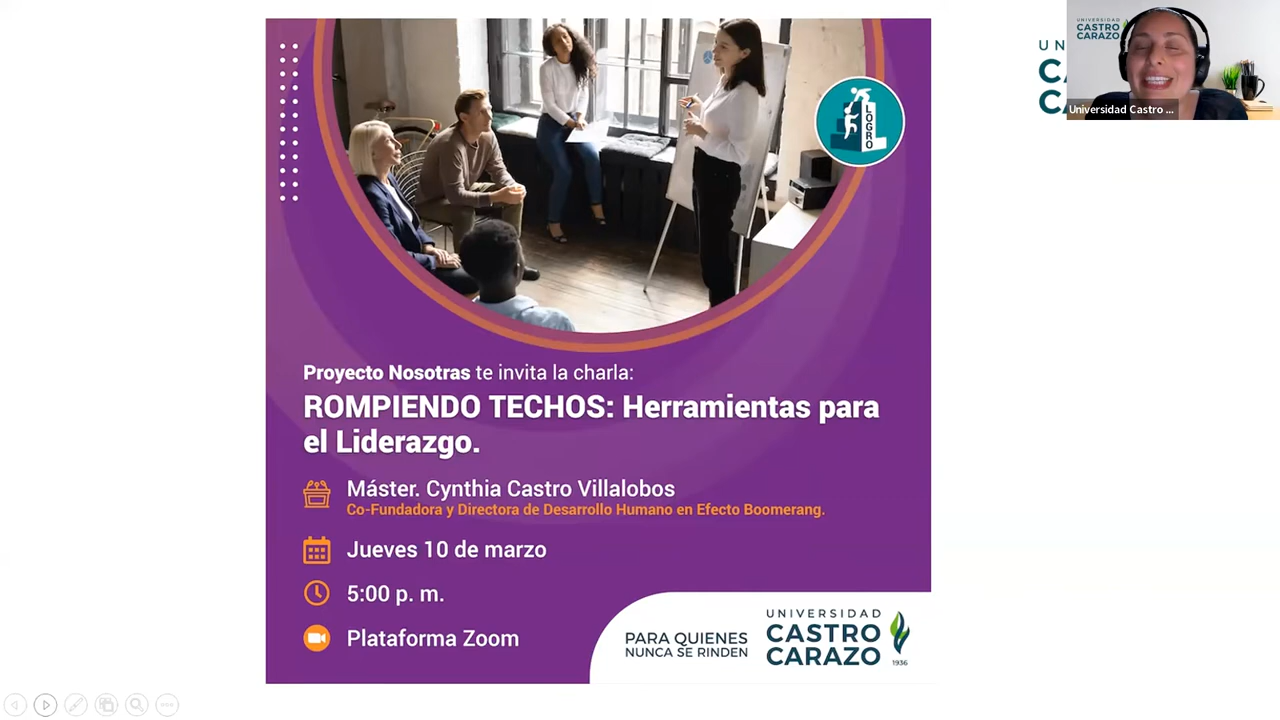 LOGRO
Proyecto Nosotras te invita la charla:
ROMPIENDO TECHOS: Herramientas para
el Liderazgo.
Máster. Cynthia Castro Villalobos
Co-Fundadora y Directora de Desarrollo Humano en Efecto Boomerang.
Jueves 10 de marzo
5:00 p. m.
Plataforma Zoom
PARA QUIENES
NUNCA SE RINDEN
UNIVERSIDAD
CASTRO
CARAZO
1936
UNIVERSIDAD
CASTRO
CARAZO
Universidad Castro ...